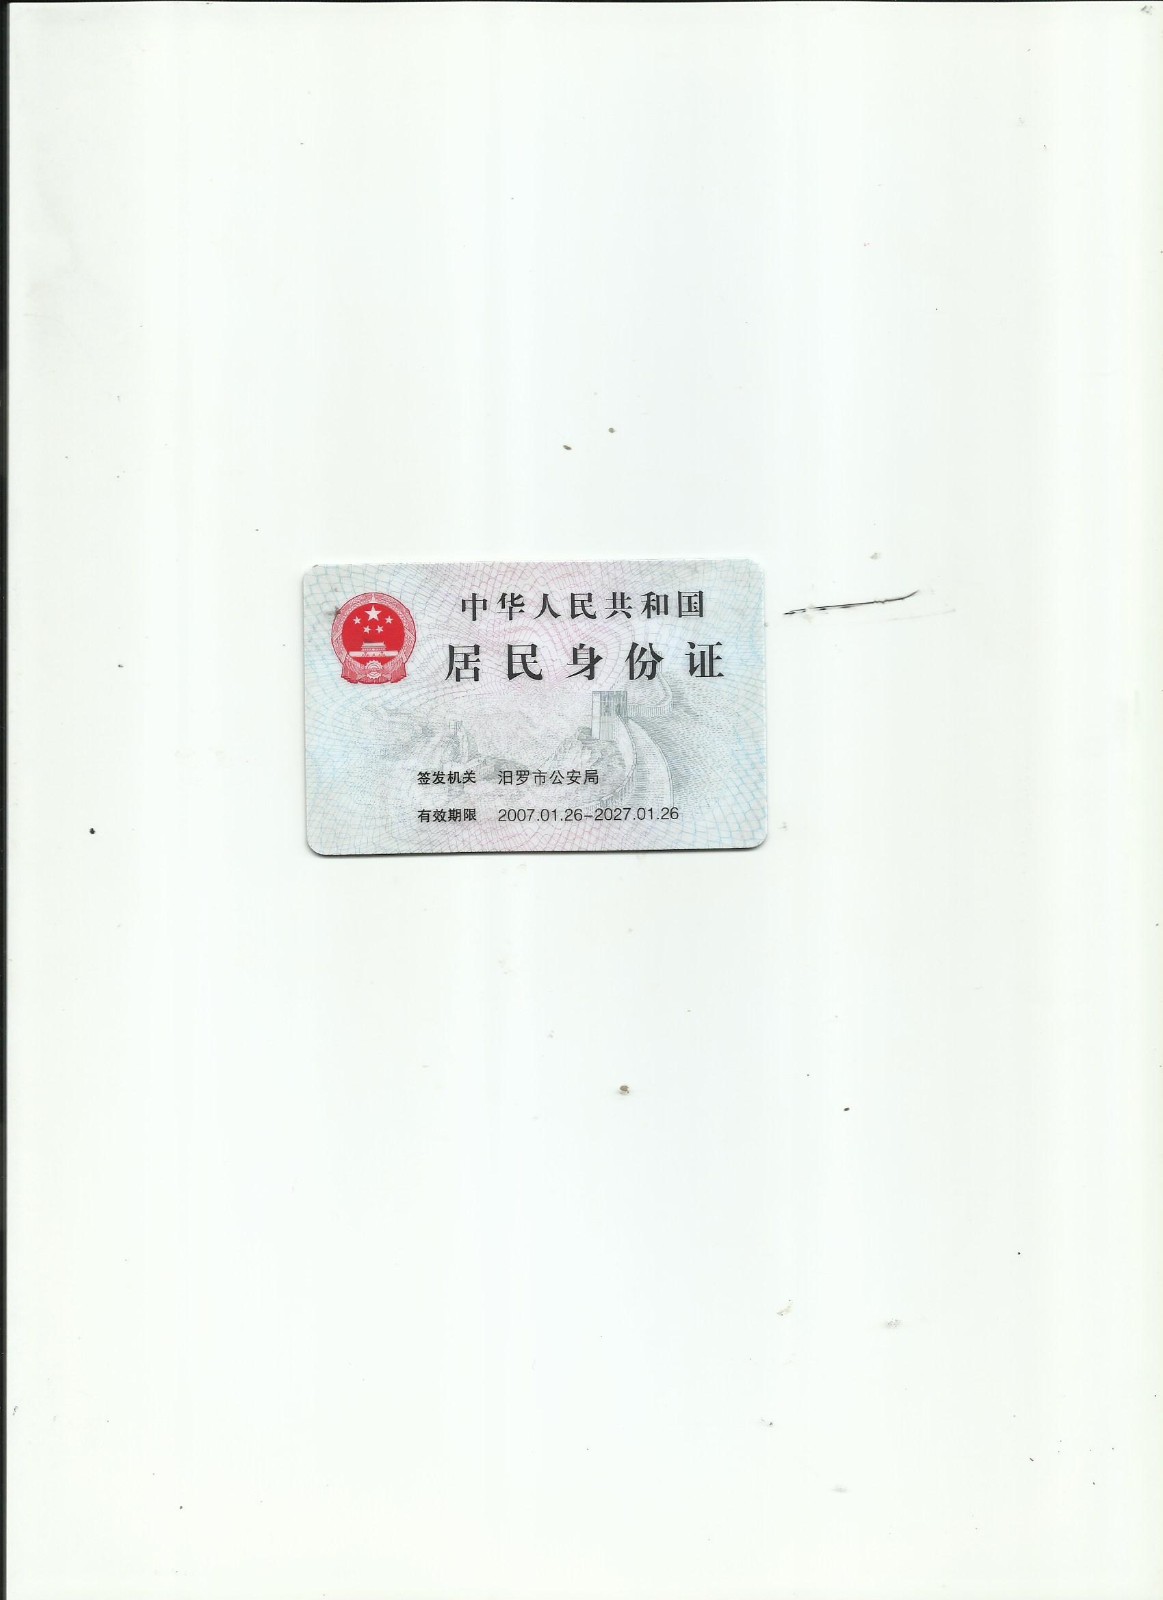 中华人民共和国
居民身份证
签发机关 汨罗市公安局
有效期限 2007.01.26-2027.01.26